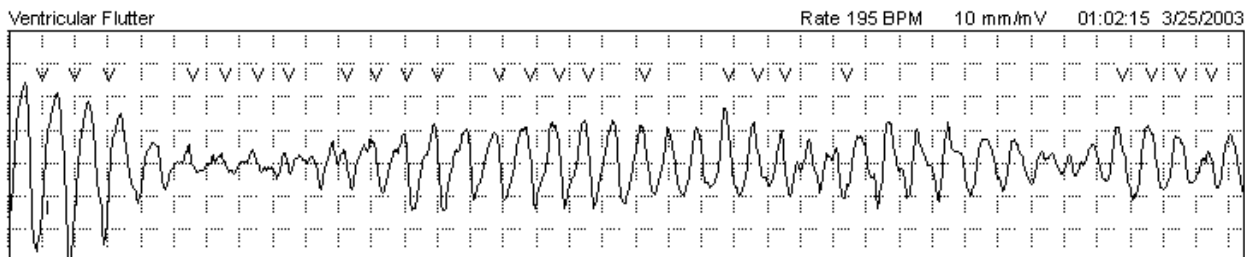 Ventricular Flutter Rate 195 BPM 10 mm/mV 01:02:15 3/25/2003
V V V V V V V V V V V V V V V V V V V V V V V V